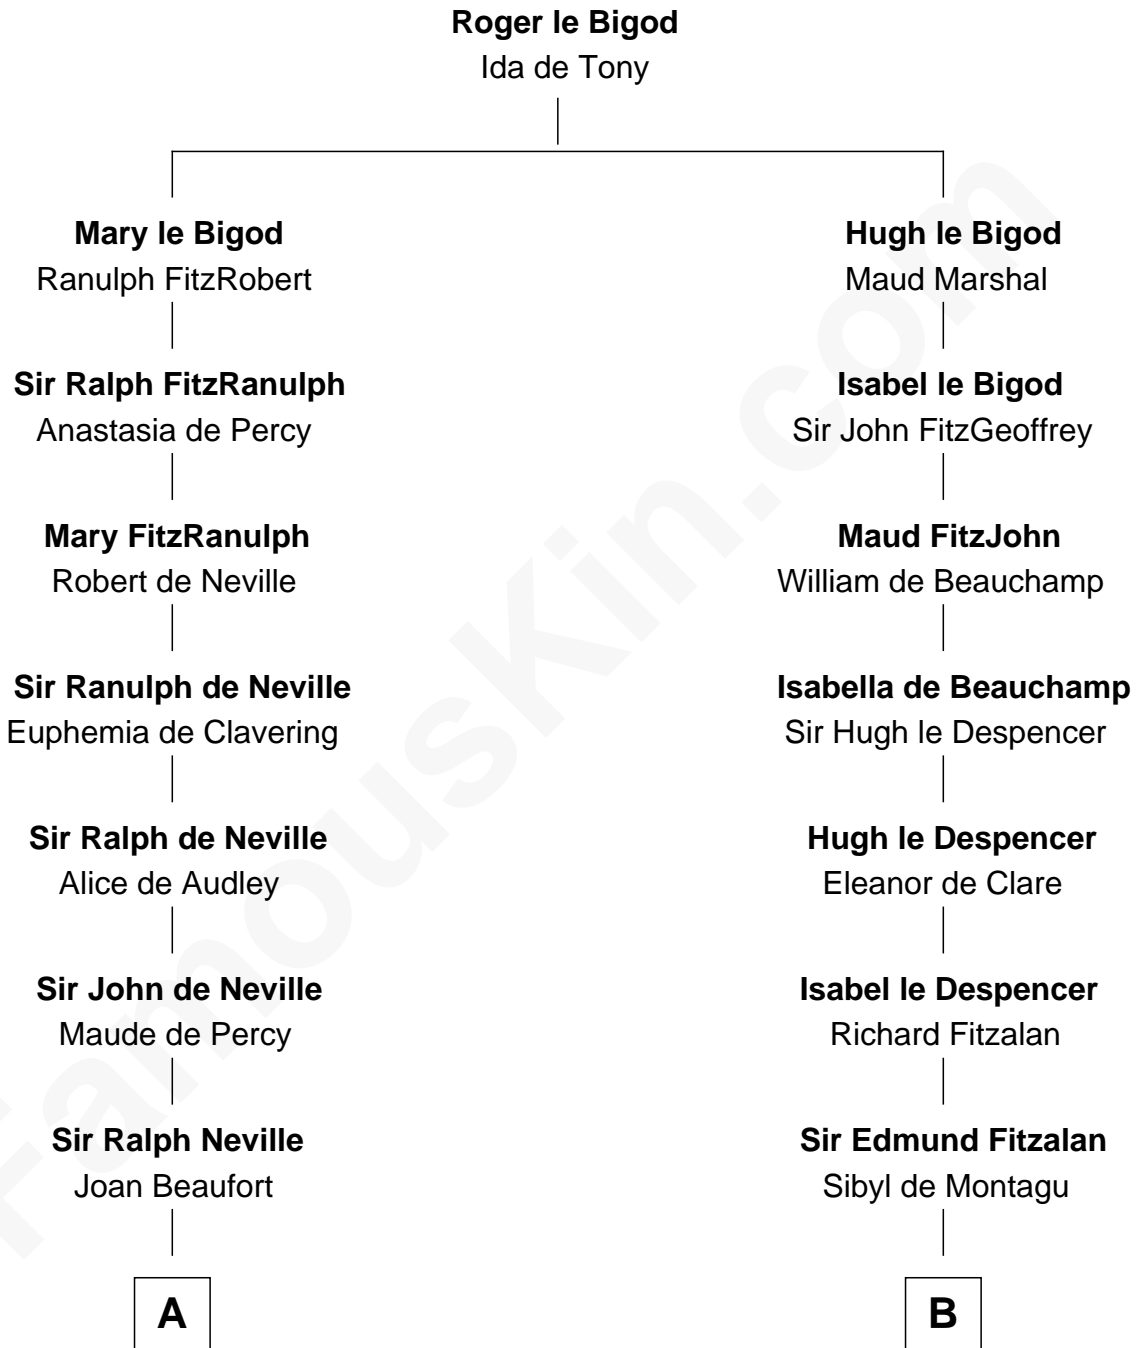 Roger le Bigod
Ida de Tony
Mary le Bigod
Ranulph FitzRobert
Sir Ralph FitzRanulph
Anastasia de Percy
Mary FitzRanulph
Robert de Neville
Sir Ranulph de Neville
Euphemia de Clavering
Sir Ralph de Neville
Alice de Audley
Sir John de Neville
Maude de Percy
Sir Ralph Neville
Joan Beaufort
A
Hugh le Bigod
Maud Marshal
Isabel le Bigod
Sir John FitzGeoffrey
Maud FitzJohn
William de Beauchamp
Isabella de Beauchamp
Sir Hugh le Despencer
Hugh le Despencer
Eleanor de Clare
Isabel le Despencer
Richard Fitzalan
Sir Edmund Fitzalan
Sibyl de Montagu
B
FamousKin.com